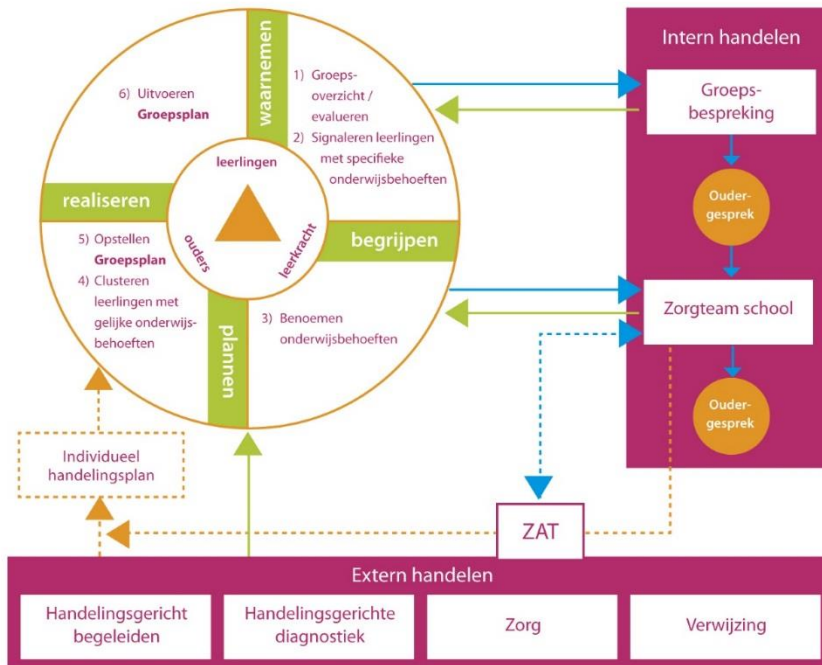 waarnemen
1) Groeps-
overzicht /
evalueren
2) Signaleren leerlingen
met specifieke
onderwijsbehoeften
begrijpen
3) Benoemen
onderwijsbehoeften
plannen
4) Clusteren
leerlingen met
gelijke onderwijs-
behoeften
5) Opstellen
Groepsplan
realiseren
6) Uitvoeren
Groepsplan
leerlingen
leerkracht
ouders
Intern handelen
Groeps-
bespreking
Ouder-
gesprek
Zorgteam school
Ouder-
gesprek
Individueel
handelingsplan
ZAT
Extern handelen
Handelingsgericht
begeleiden
Handelingsgerichte
diagnostiek
Zorg
Verwijzing